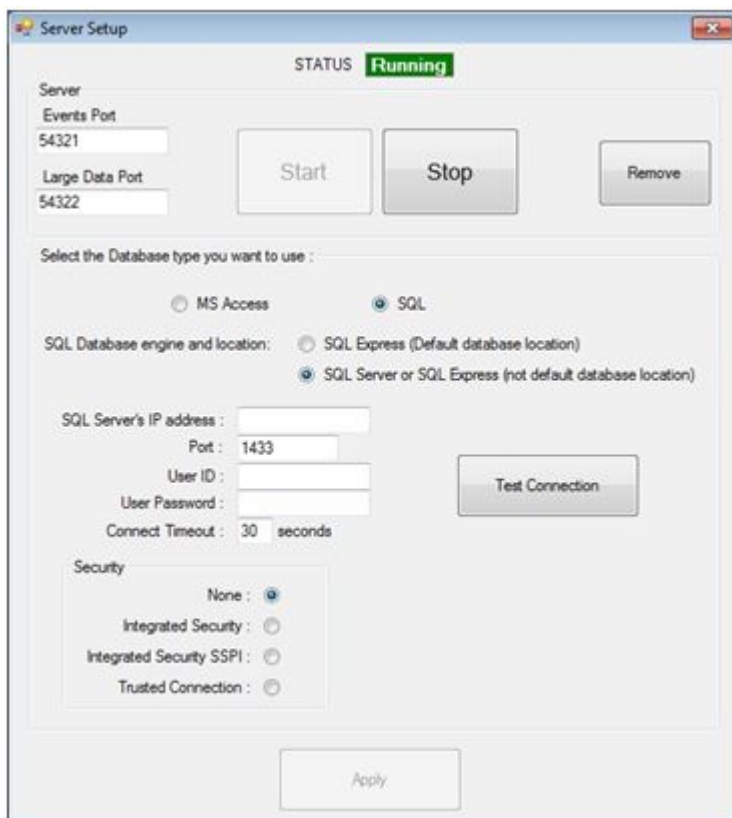 Server Setup
STATUS Running
Server
Events Port
54321
Large Data Port
54322
Start
Stop
Remove
Select the Database type you want to use :
MS Access
SQL
SQL Database engine and location:
SQL Express (Default database location)
SQL Server or SQL Express (not default database location)
SQL Server's IP address :
Port : 1433
User ID :
User Password :
Connect Timeout : 30 seconds
Test Connection
Security
None :
Integrated Security :
Integrated Security SSPI :
Trusted Connection :
Apply